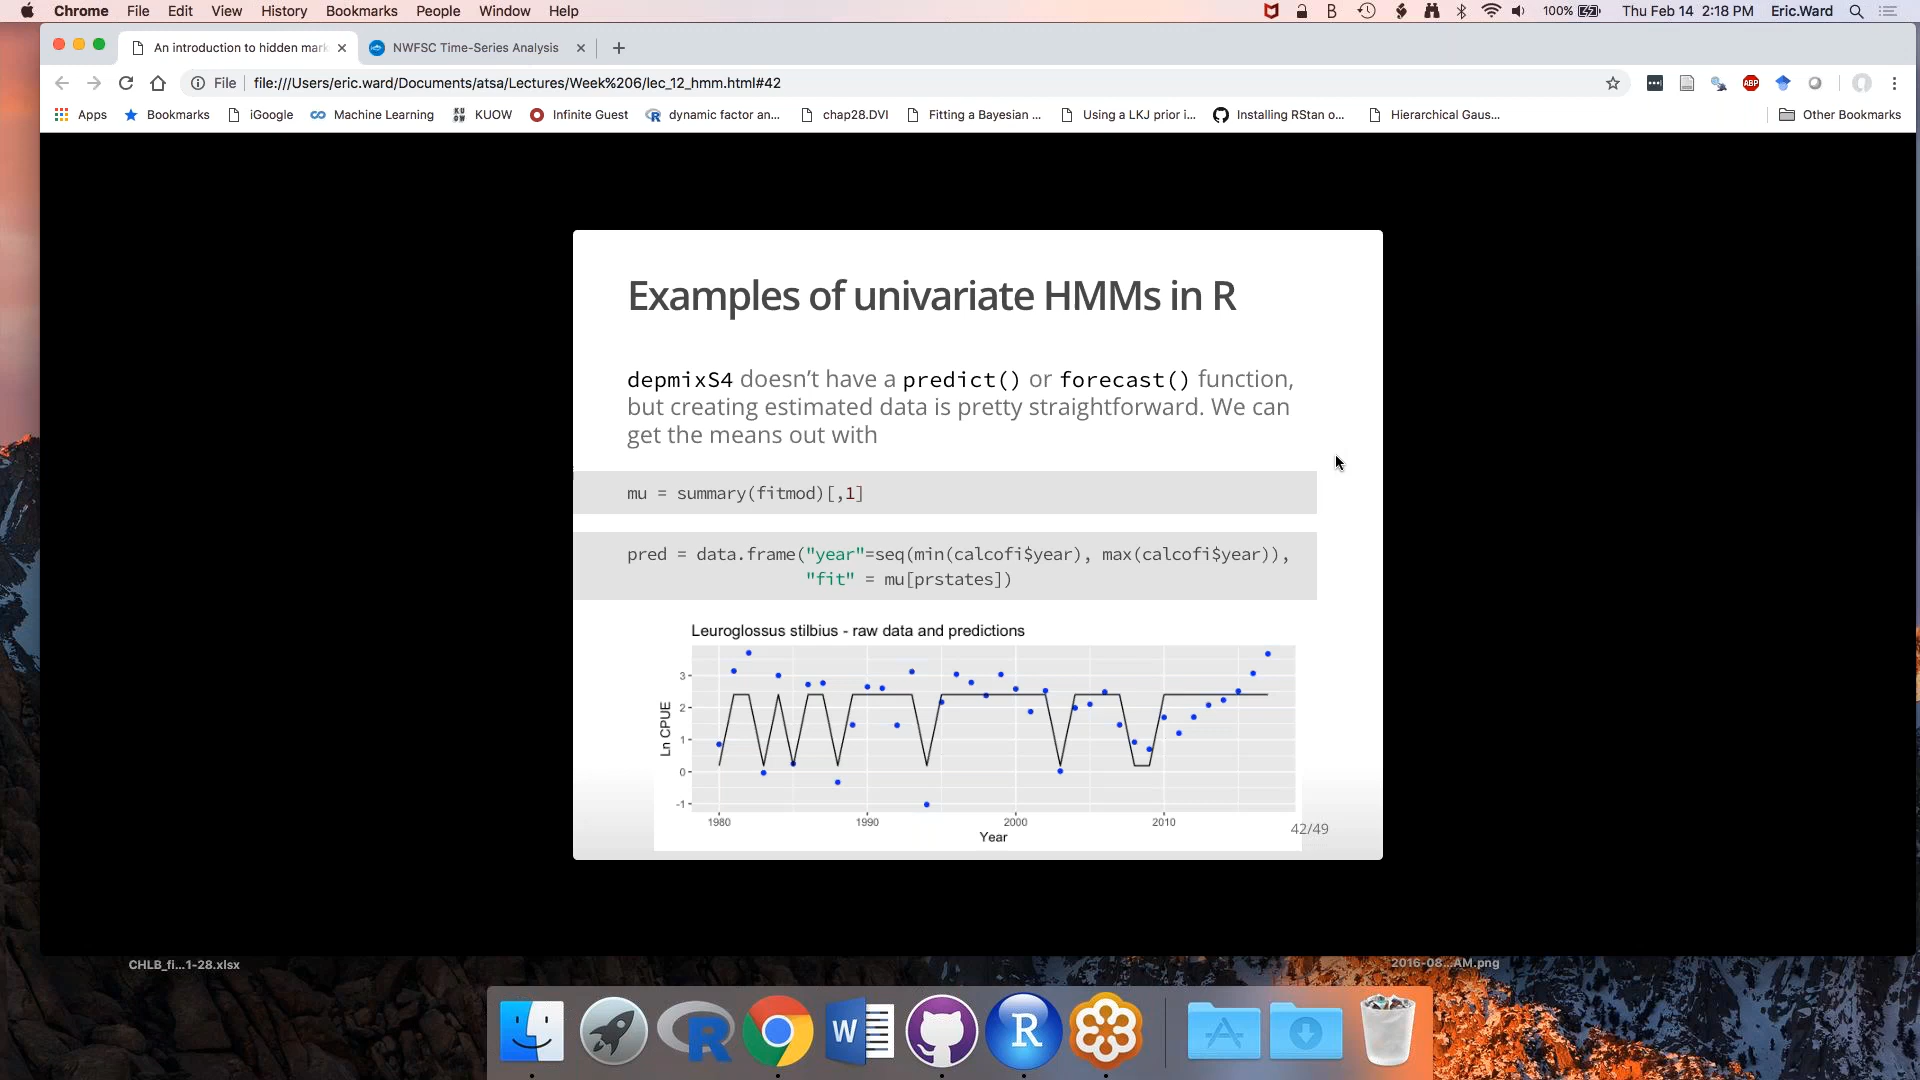 Chrome File Edit View History Bookmarks People Window Help
100% Thu Feb 14 2:18 PM Eric.Ward
An introduction to hidden mark
NWFSC Time-Series Analysis
File file:///Users/eric.ward/Documents/atsa/Lectures/Week%206/lec_12_hmm.html#42
ABP
Apps Bookmarks iGoogle Machine Learning KUOW Infinite Guest dynamic factor an... chap28.DVI Fitting a Bayesian ... Using a LKJ prior i... Installing RStan o... Hierarchical Gaus... Other Bookmarks
Examples of univariate HMMs in R
depmixS4 doesn't have a predict() or forecast() function,
but creating estimated data is pretty straightforward. We can
get the means out with
mu = summary(fitmod)[,1]
pred = data.frame("year"=seq(min(calcofi$year), max(calcofi$year)),
"fit" = mu[prstates])
Leuroglossus stilbius - raw data and predictions
Ln CPUE
3
2
1
0
-1
1980 1990 2000 2010
Year
42/49
CHLB_fi...1-28.xlsx
2016-08...AM.png
R W R